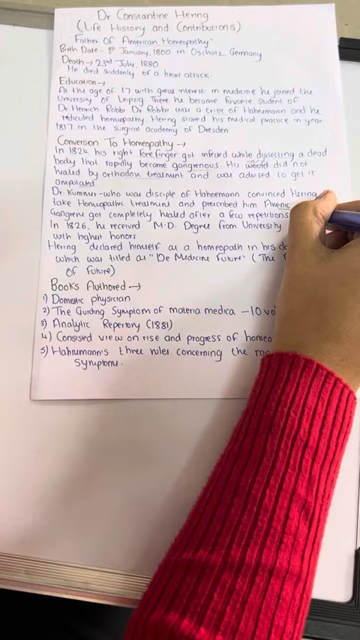 Dr Constantine Hering
(Life History and Contributions)
Father Of American Homeopathy
Birth Date - 1st January, 1800 in Oschatz Germany
Death → 23rd July, 1880
He died suddenly of a heart attack.
Education →
At the age of 17 with great interest in medicine he joined the
University of Leipzig There he became favorite student of
Dr Henrich Robbi Dr Robbi was a critic of Hahnemann and he
ridiculed homeopathy. Hering started his medical practice in year
1817 in the Surgical academy of Dresden
Conversion To Homeopathy →
In 1824 his right forefinger got infected while dissecting a dead
body that rapidly become gangrenous. His would did not
healed by orthodox treatment and was advised to get it
amputated
Dr Kummer - who was disciple of Hahnemann convinced Hering
take Homeopathic treatment and prescribed him Arsenic
Gangrene got completely healed after a few repetitions
In 1826, he received M.D. Degree from University
with higher honors
Hering declared himself as a homeopath in his
which was titled as "De Medicine Future" (The
of future)
Books Authored →
1) Domestic physician
2) The Guiding Symptom of materia medica - 10 vo
3) Analytic Repertory (1881)
4) Concised view on rise and progress of homeo
5) Hahnemann's three rules concerning the
Symptoms.